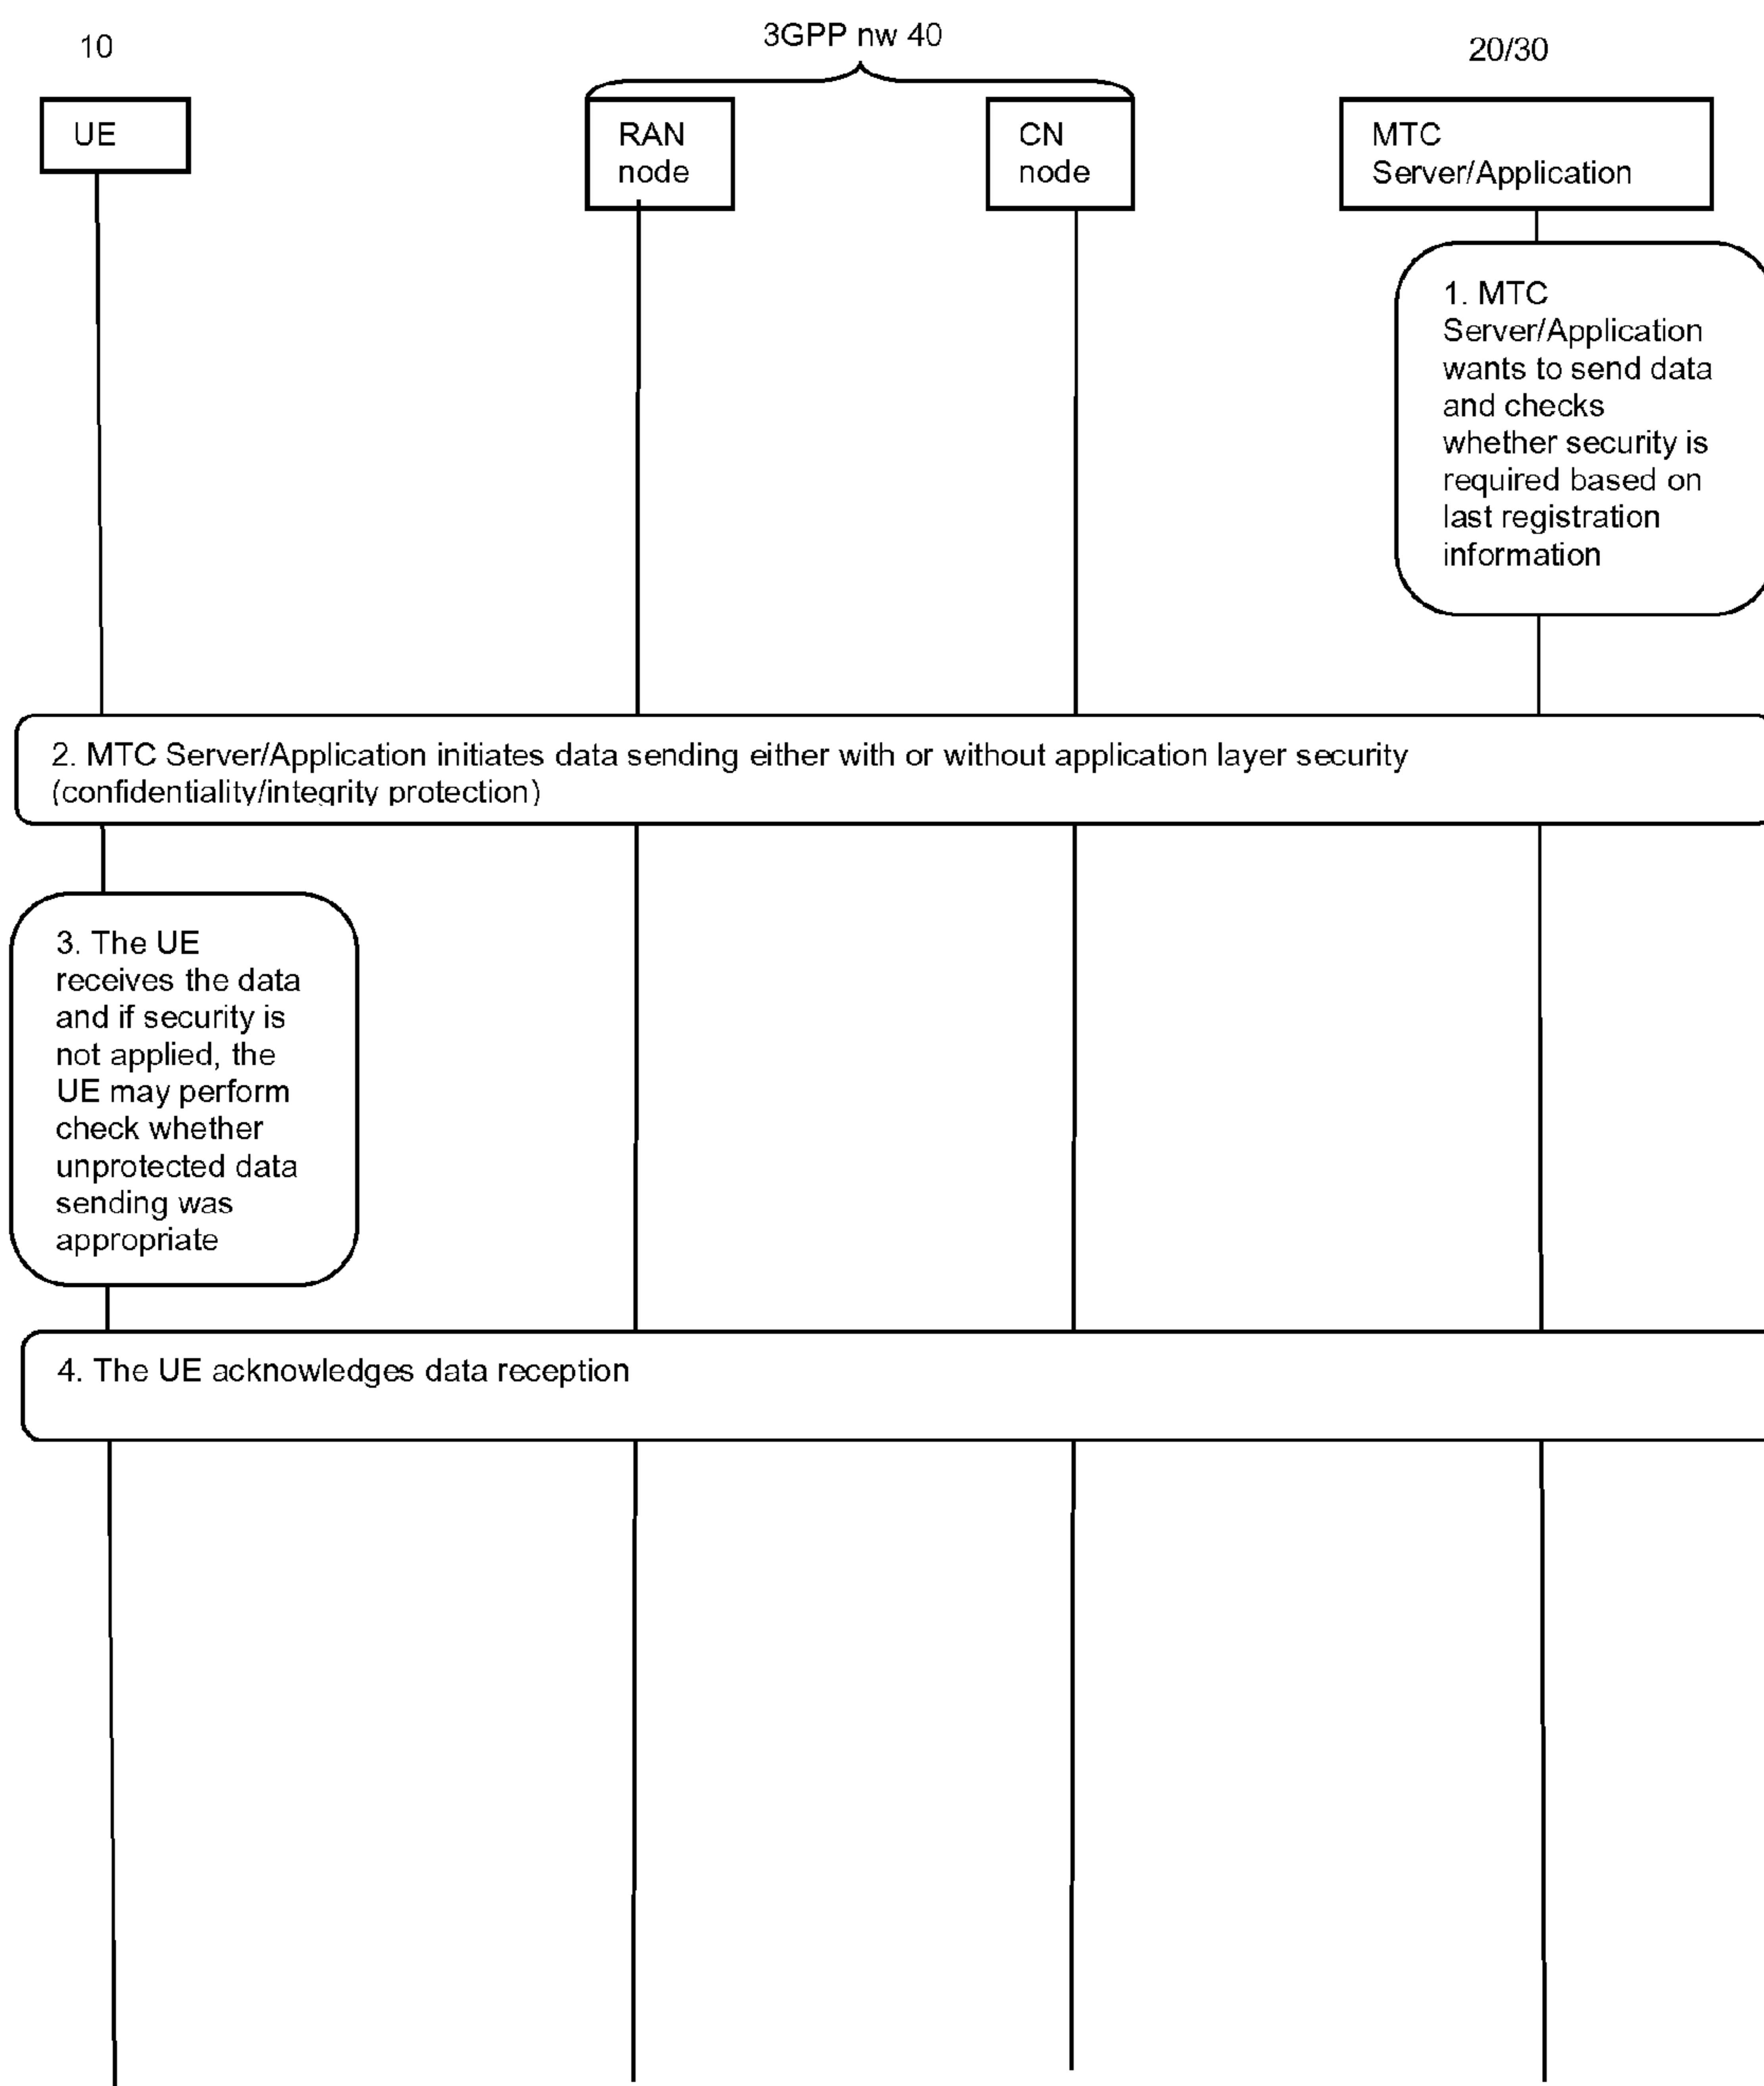 10
3GPP nw 40
20/30
UE
RAN
node
CN
node
MTC
Server/Application
1. MTC
Server/Application
wants to send data
and checks
whether security is
required based on
last registration
information
2. MTC Server/Application initiates data sending either with or without application layer security
(confidentiality/integrity protection)
3. The UE
receives the data
and if security is
not applied, the
UE may perform
check whether
unprotected data
sending was
appropriate
4. The UE acknowledges data reception